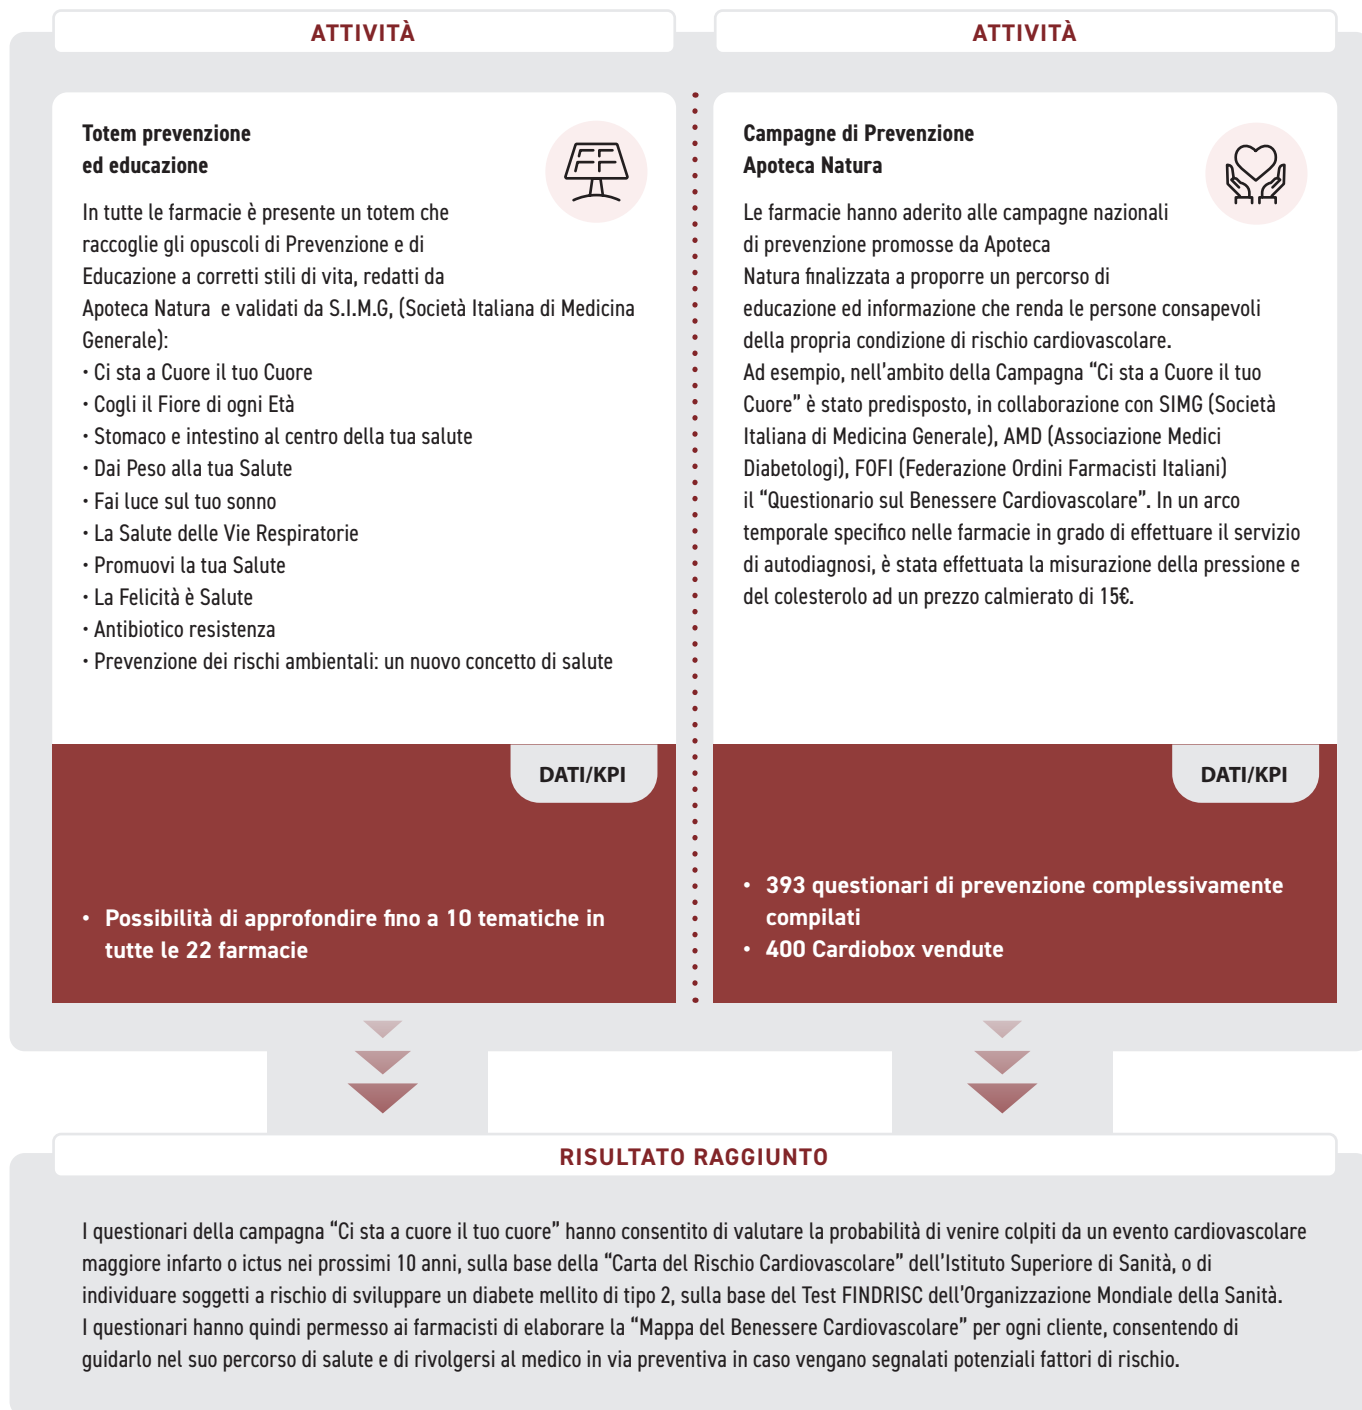 ATTIVITÀ
Totem prevenzione
ed educazione
In tutte le farmacie è presente un totem che
raccoglie gli opuscoli di Prevenzione e di
Educazione a corretti stili di vita, redatti da
Apoteca Natura  e validati da S.I.M.G, (Società Italiana di Medicina
Generale):
• Ci sta a Cuore il tuo Cuore
• Cogli il Fiore di ogni Età
• Stomaco e intestino al centro della tua salute
• Dai Peso alla tua Salute
• Fai luce sul tuo sonno
• La Salute delle Vie Respiratorie
• Promuovi la tua Salute
• La Felicità è Salute
• Antibiotico resistenza
• Prevenzione dei rischi ambientali: un nuovo concetto di salute
DATI/KPI
• Possibilità di approfondire fino a 10 tematiche in
tutte le 22 farmacie
ATTIVITÀ
Campagne di Prevenzione
Apoteca Natura
Le farmacie hanno aderito alle campagne nazionali
di prevenzione promosse da Apoteca
Natura finalizzata a proporre un percorso di
educazione ed informazione che renda le persone consapevoli
della propria condizione di rischio cardiovascolare.
Ad esempio, nell'ambito della Campagna “Ci sta a Cuore il tuo
Cuore” è stato predisposto, in collaborazione con SIMG (Società
Italiana di Medicina Generale), AMD (Associazione Medici
Diabetologi), FOFI (Federazione Ordini Farmacisti Italiani)
il “Questionario sul Benessere Cardiovascolare”. In un arco
temporale specifico nelle farmacie in grado di effettuare il servizio
di autodiagnosi, è stata effettuata la misurazione della pressione e
del colesterolo ad un prezzo calmierato di 15€.
DATI/KPI
• 393 questionari di prevenzione complessivamente
compilati
• 400 Cardiobox vendute
RISULTATO RAGGIUNTO
I questionari della campagna “Ci sta a cuore il tuo cuore” hanno consentito di valutare la probabilità di venire colpiti da un evento cardiovascolare
maggiore infarto o ictus nei prossimi 10 anni, sulla base della “Carta del Rischio Cardiovascolare” dell'Istituto Superiore di Sanità, o di
individuare soggetti a rischio di sviluppare un diabete mellito di tipo 2, sulla base del Test FINDRISC dell'Organizzazione Mondiale della Sanità.
I questionari hanno quindi permesso ai farmacisti di elaborare la “Mappa del Benessere Cardiovascolare” per ogni cliente, consentendo di
guidarlo nel suo percorso di salute e di rivolgersi al medico in via preventiva in caso vengano segnalati potenziali fattori di rischio.